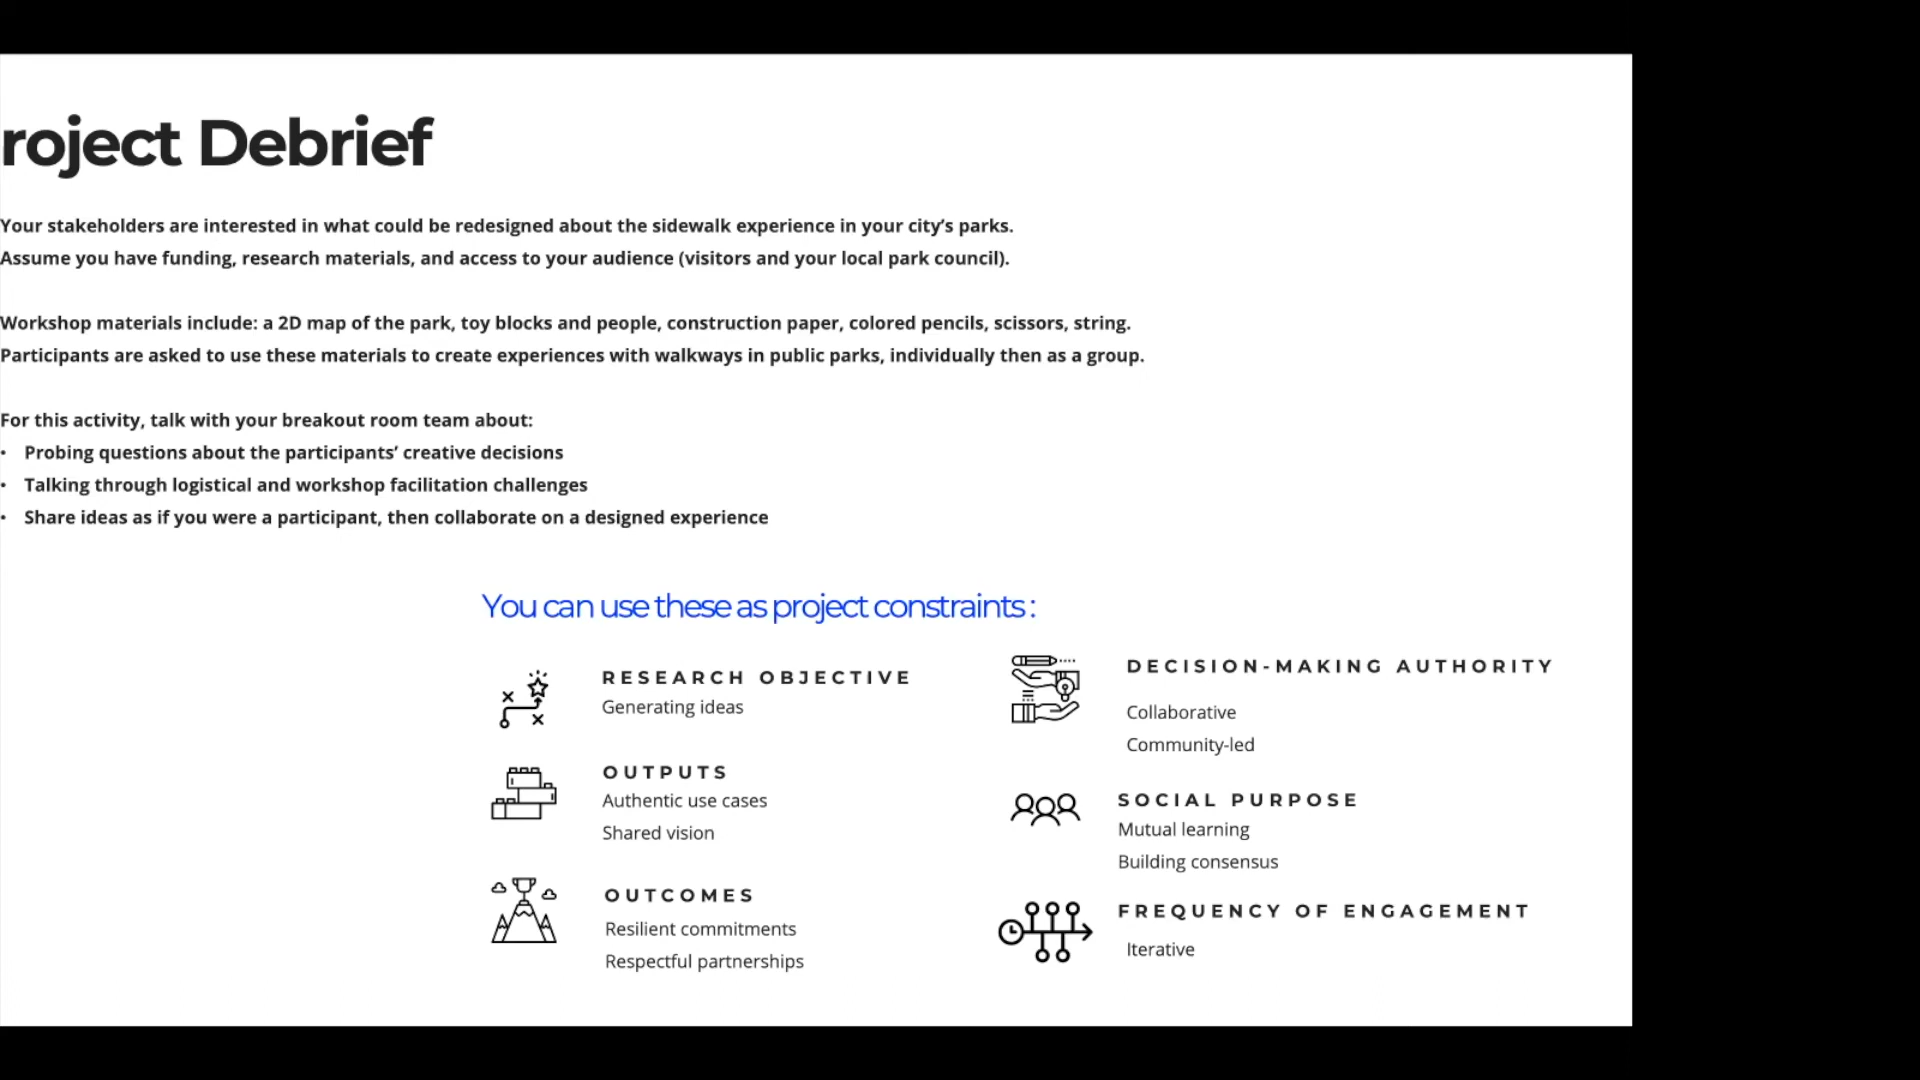 roject Debrief
Your stakeholders are interested in what could be redesigned about the sidewalk experience in your city’s parks.
Assume you have funding, research materials, and access to your audience (visitors and your local park council).
Workshop materials include: a 2D map of the park, toy blocks and people, construction paper, colored pencils, scissors, string.
Participants are asked to use these materials to create experiences with walkways in public parks, individually then as a group.
For this activity, talk with your breakout room team about:
• Probing questions about the participants’ creative decisions
• Talking through logistical and workshop facilitation challenges
• Share ideas as if you were a participant, then collaborate on a designed experience
You can use these as project constraints :
RESEARCH OBJECTIVE
Generating ideas
OUTPUTS
Authentic use cases
Shared vision
OUTCOMES
Resilient commitments
Respectful partnerships
DECISION-MAKING AUTHORITY
Collaborative
Community-led
SOCIAL PURPOSE
Mutual learning
Building consensus
FREQUENCY OF ENGAGEMENT
Iterative